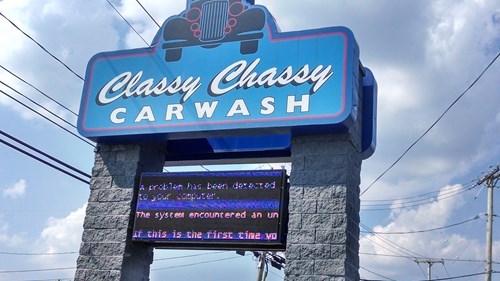 Classy Chassy
CARWASH
A problem has been detected
to your computer.
The system encountered an un
If this is the first time yo